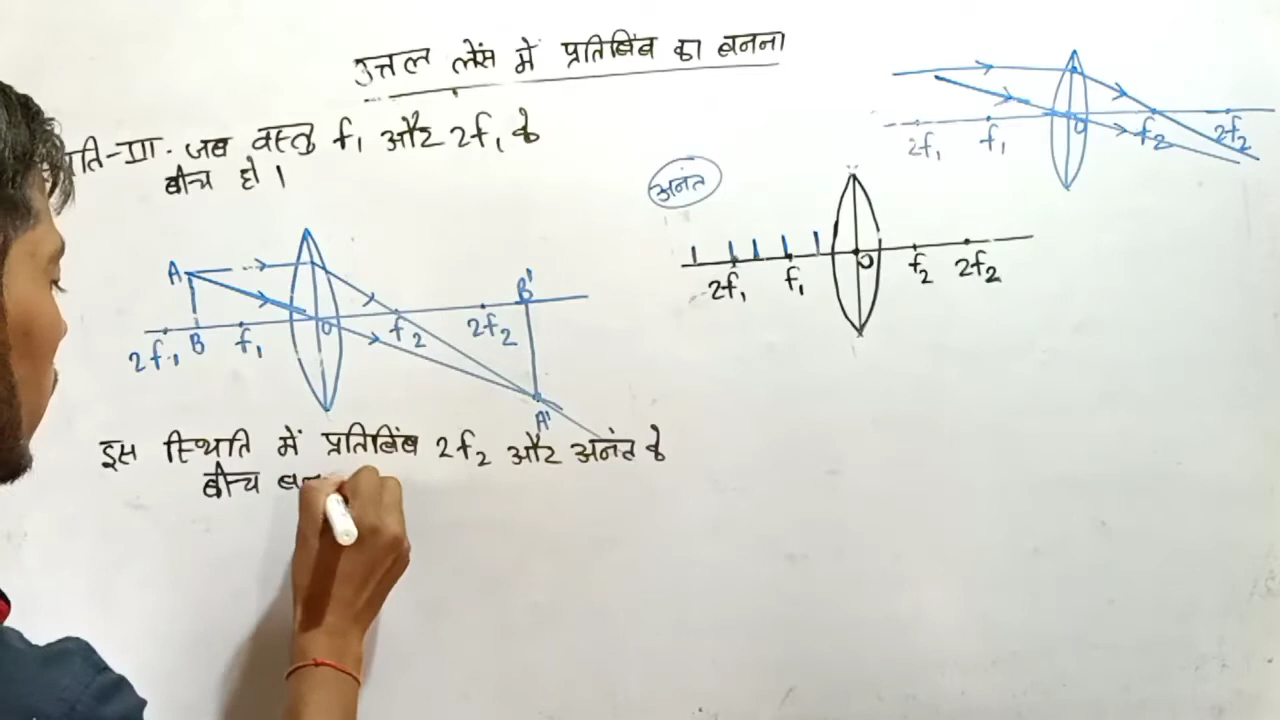 उत्तल लेंस में प्रतिबिंब का बनना
-III. जब वस्तु f₁ और 2f₁ के
बीच हो।
2f₁ f₁ O f₂ 2f₂
अनंत
2f₁ f₁ O f₂ 2f₂
A B'
2f₁ B f₁ O f₂ 2f₂
A'
इस स्थिति में प्रतिबिंब 2f₂ और अनंत के
बीच